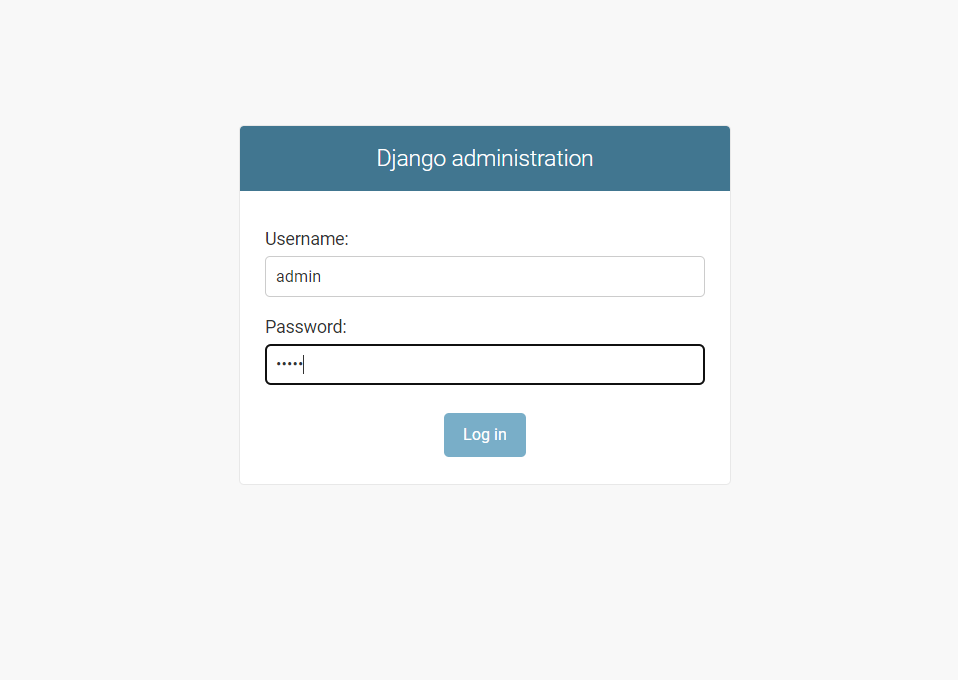 Django administration
Username:
admin
Password:
•••••
Log in